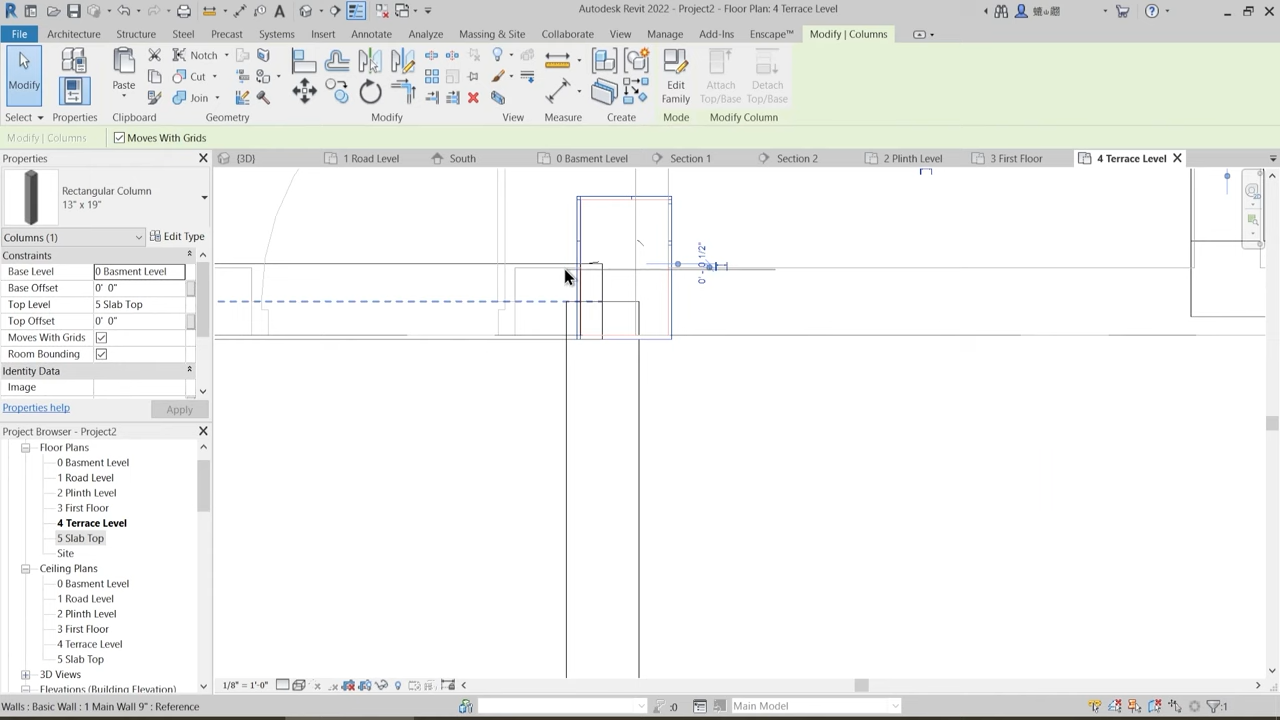 Autodesk Revit 2022 - Project2 - Floor Plan: 4 Terrace Level
File Architecture Structure Steel Precast Systems Insert Annotate Analyze Massing & Site Collaborate View Manage Add-Ins Enscape™ Modify | Columns
Modify
Paste
Notch
Cut
Join
Edit Family
Attach Top/Base
Detach Top/Base
Select Properties Clipboard Geometry Modify View Measure Create Mode Modify Column
Modify | Columns Moves With Grids
Properties
{3D} 1 Road Level South 0 Basment Level Section 1 Section 2 2 Plinth Level 3 First Floor 4 Terrace Level
Rectangular Column
13" x 19"
Columns (1) Edit Type
Constraints
Base Level 0 Basment Level
Base Offset 0' 0"
Top Level 5 Slab Top
Top Offset 0' 0"
Moves With Grids
Room Bounding
Identity Data
Image
Properties help Apply
0' - 0 1/2"
Project Browser - Project2
Floor Plans
0 Basment Level
1 Road Level
2 Plinth Level
3 First Floor
4 Terrace Level
5 Slab Top
Site
Ceiling Plans
0 Basment Level
1 Road Level
2 Plinth Level
3 First Floor
4 Terrace Level
5 Slab Top
3D Views
Elevations (Building Elevation)
1/8" = 1'-0"
Walls : Basic Wall : 1 Main Wall 9" : Reference
:0
Main Model
:1